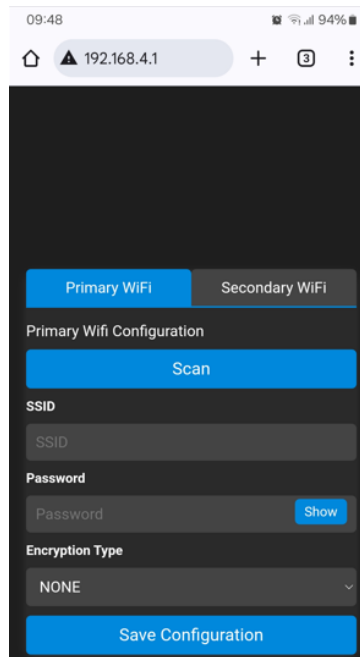 09:48 94%
192.168.4.1 3
Primary WiFi Secondary WiFi
Primary Wifi Configuration
Scan
SSID
SSID
Password
Password Show
Encryption Type
NONE
Save Configuration